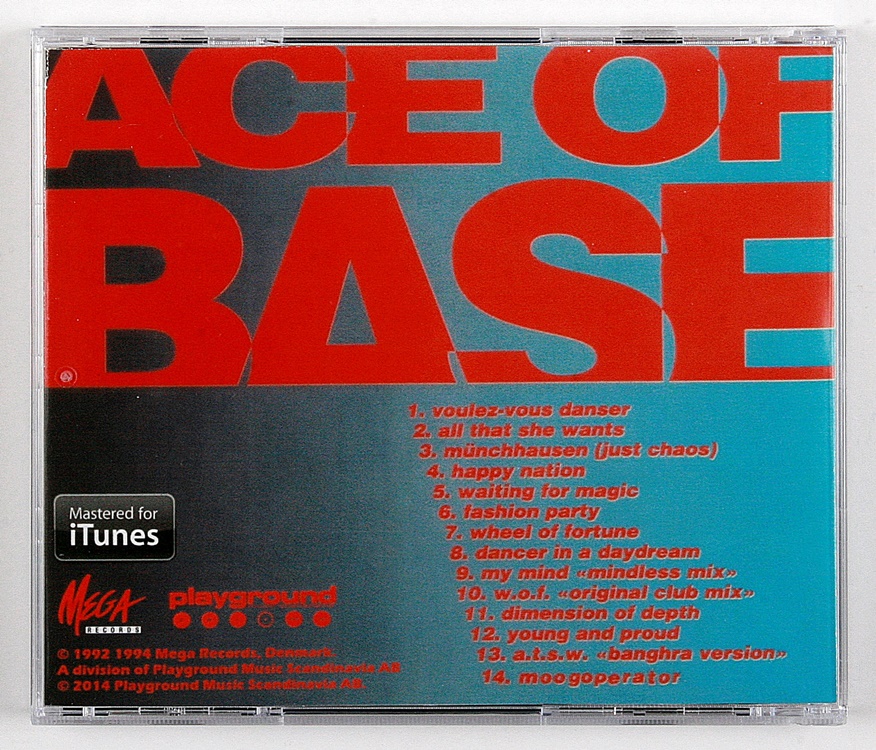 ACE OF
BASE
1. voulez-vous danser
2. all that she wants
3. münchhausen (just chaos)
4. happy nation
5. waiting for magic
6. fashion party
7. wheel of fortune
8. dancer in a daydream
9. my mind «mindless mix»
10. w.o.f. «original club mix»
11. dimension of depth
12. young and proud
13. a.t.s.w. «banghra version»
14. moogoperator
Mastered for
iTunes
MEGA
RECORDS
playground
© 1992 1994 Mega Records, Denmark.
A division of Playground Music Scandinavia AB
© 2014 Playground Music Scandinavia AB.